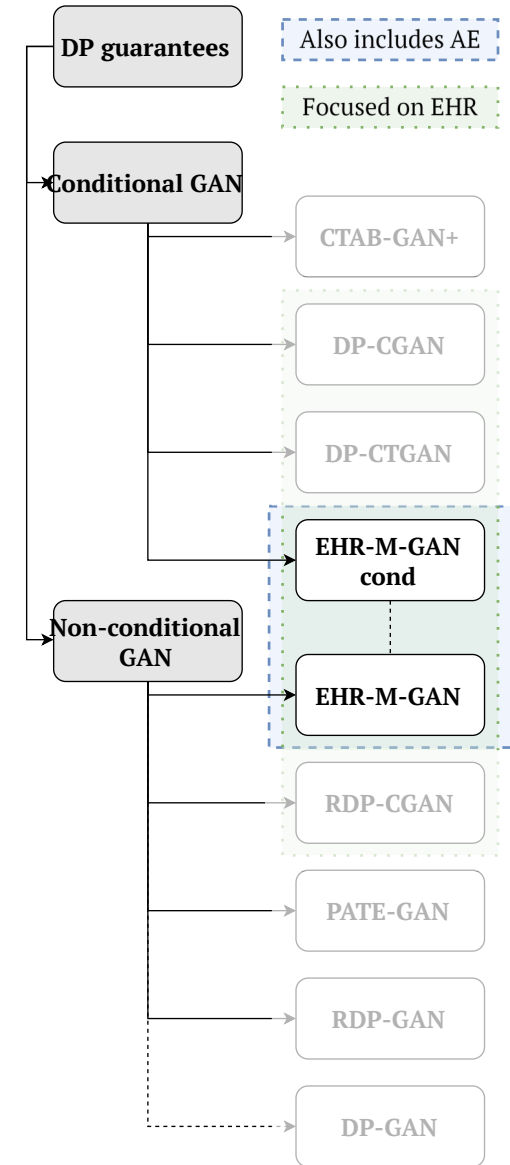 DP guarantees
Also includes AE
Focused on EHR
Conditional GAN
CTAB-GAN+
DP-CGAN
DP-CTGAN
EHR-M-GAN
cond
Non-conditional
GAN
EHR-M-GAN
RDP-CGAN
PATE-GAN
RDP-GAN
DP-GAN